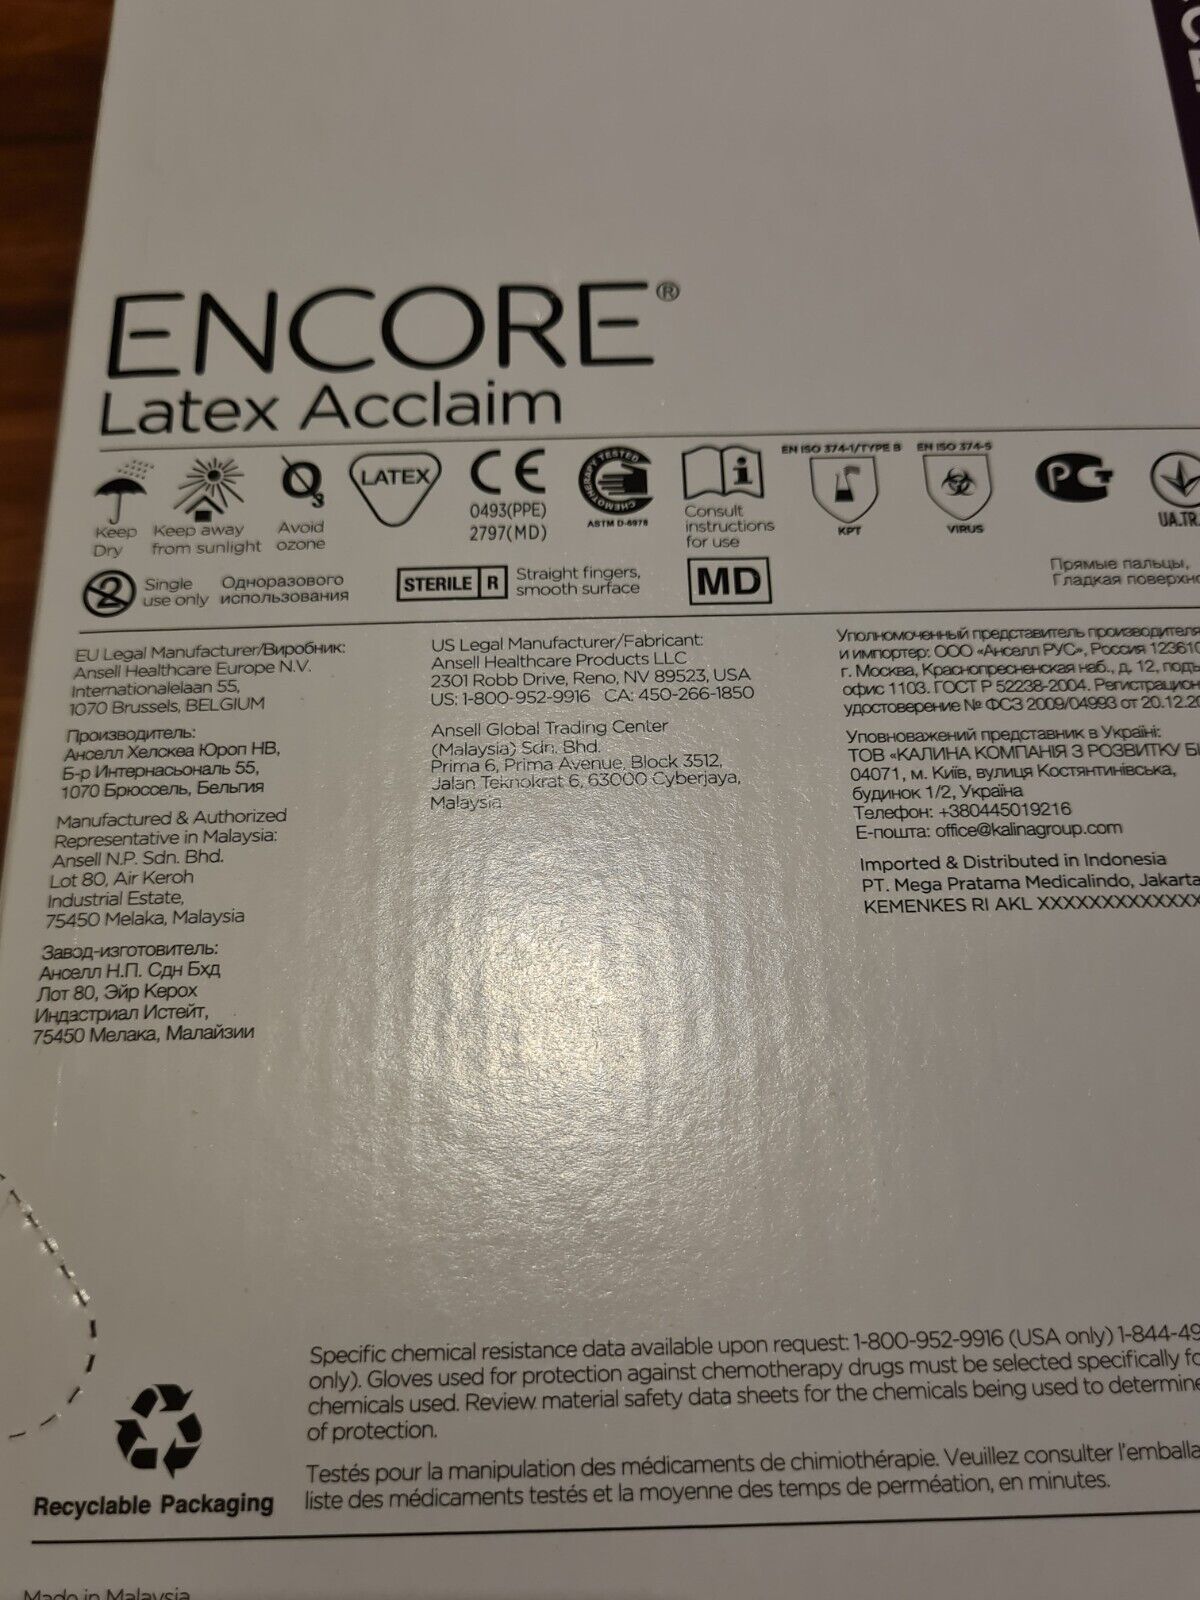 ENCORE®
Latex Acclaim
Keep Dry
Keep away from sunlight
Avoid ozone
LATEX
CE
0493(PPE)
2797(MD)
CHEMOTHERAPY TESTED
ASTM D-6978
Consult instructions for use
EN ISO 374-1/TYPE B
KPT
EN ISO 374-5
VIRUS
UA.TR.
2
Single use only
Одноразового использования
STERILE R
Straight fingers, smooth surface
MD
Прямые пальцы,
Гладкая
EU Legal Manufacturer/Виробник:
Ansell Healthcare Europe N.V.
Internationalelaan 55,
1070 Brussels, BELGIUM
Производитель:
Анселл Хелскеа Юроп НВ,
Б-р Интернасьональ 55,
1070 Брюссель, Бельгия
Manufactured & Authorized
Representative in Malaysia:
Ansell N.P. Sdn. Bhd.
Lot 80, Air Keroh
Industrial Estate,
75450 Melaka, Malaysia
Завод-изготовитель:
Анселл Н.П. Сдн Бхд
Лот 80, Эйр Керох
Индастриал Истейт,
75450 Мелака, Малайзии
US Legal Manufacturer/Fabricant:
Ansell Healthcare Products LLC
2301 Robb Drive, Reno, NV 89523, USA
US: 1-800-952-9916 CA: 450-266-1850
Ansell Global Trading Center
(Malaysia) Sdn. Bhd.
Prima 6, Prima Avenue, Block 3512,
Jalan Teknokrat 6, 63000 Cyberjaya,
Malaysia
Уполномоченный представитель производителя
и импортер: ООО «Анселл РУС», Россия 123610
г. Москва, Краснопресненская наб., д. 12,
офис 1103. ГОСТ Р 52238-2004.
удостоверение № ФСЗ 2009/04993 от 20.12.
Уповноважений представник в Україні:
ТОВ «КАЛИНА КОМПАНІЯ З РОЗВИТКУ
04071, м. Київ, вулиця Костянтинівська,
будинок 1/2, Україна
Телефон: +380445019216
Е-пошта: office@kalinagroup.com
Imported & Distributed in Indonesia
PT. Mega Pratama Medicalindo, Jakarta
KEMENKES RI AKL XXXXXXXXXXXXX
Specific chemical resistance data available upon request: 1-800-952-9916 (USA only) 1-844-49
only). Gloves used for protection against chemotherapy drugs must be selected specifically
chemicals used. Review material safety data sheets for the chemicals being used to determine
of protection.
Testés pour la manipulation des médicaments de chimiothérapie. Veuillez consulter
liste des médicaments testés et la moyenne des temps de perméation, en minutes.
Recyclable Packaging
Made in Malaysia